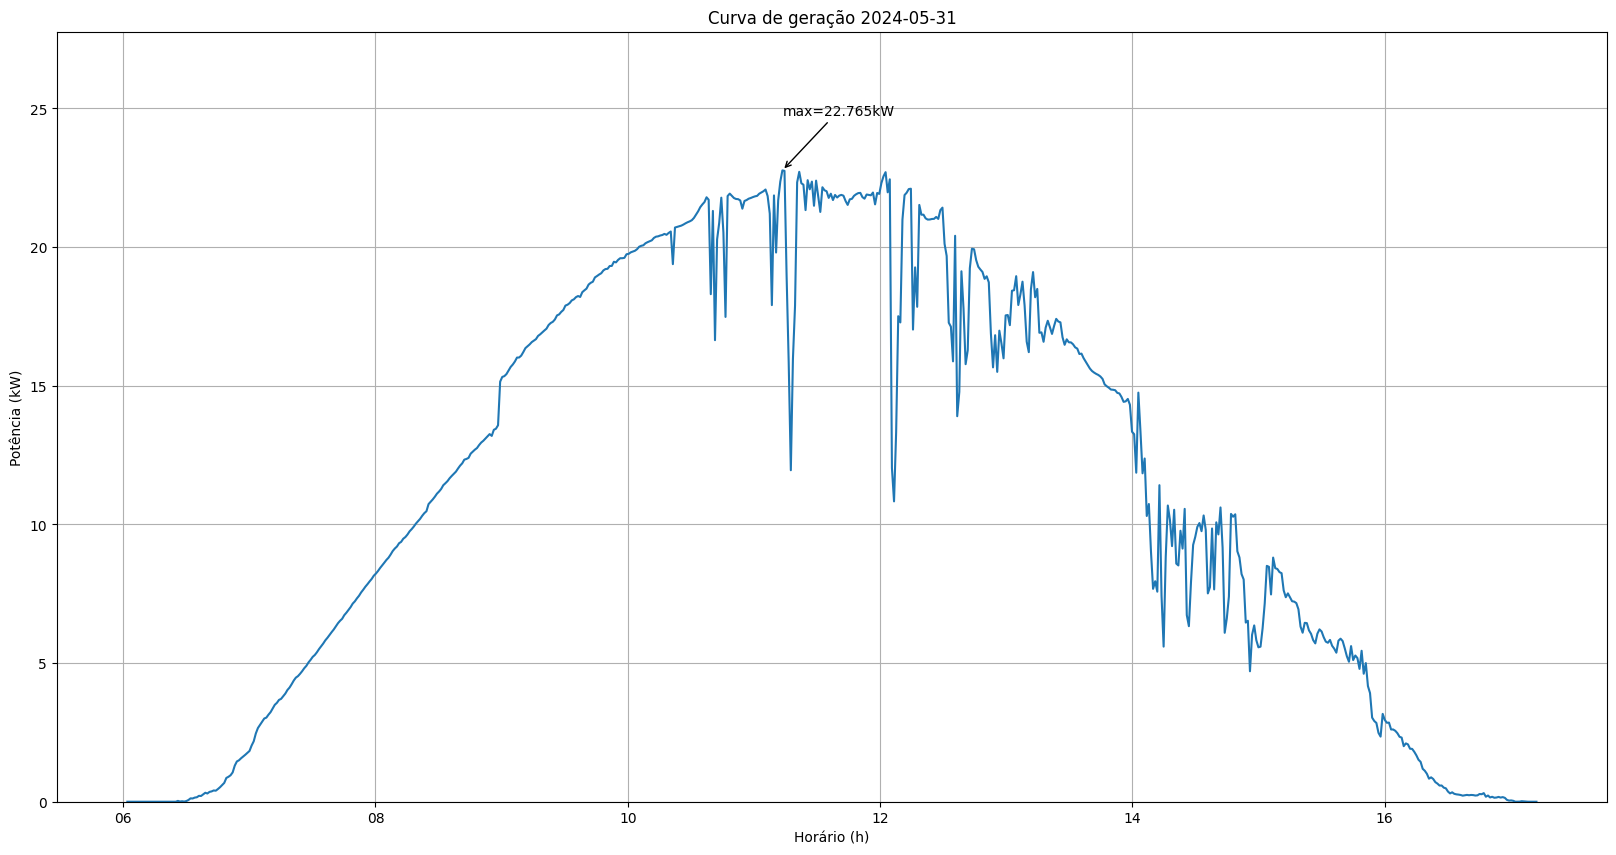 Curva de geração 2024-05-31
max=22.765kW
25
20
15
10
5
0
Potência (kW)
06 08 10 12 14 16
Horário (h)